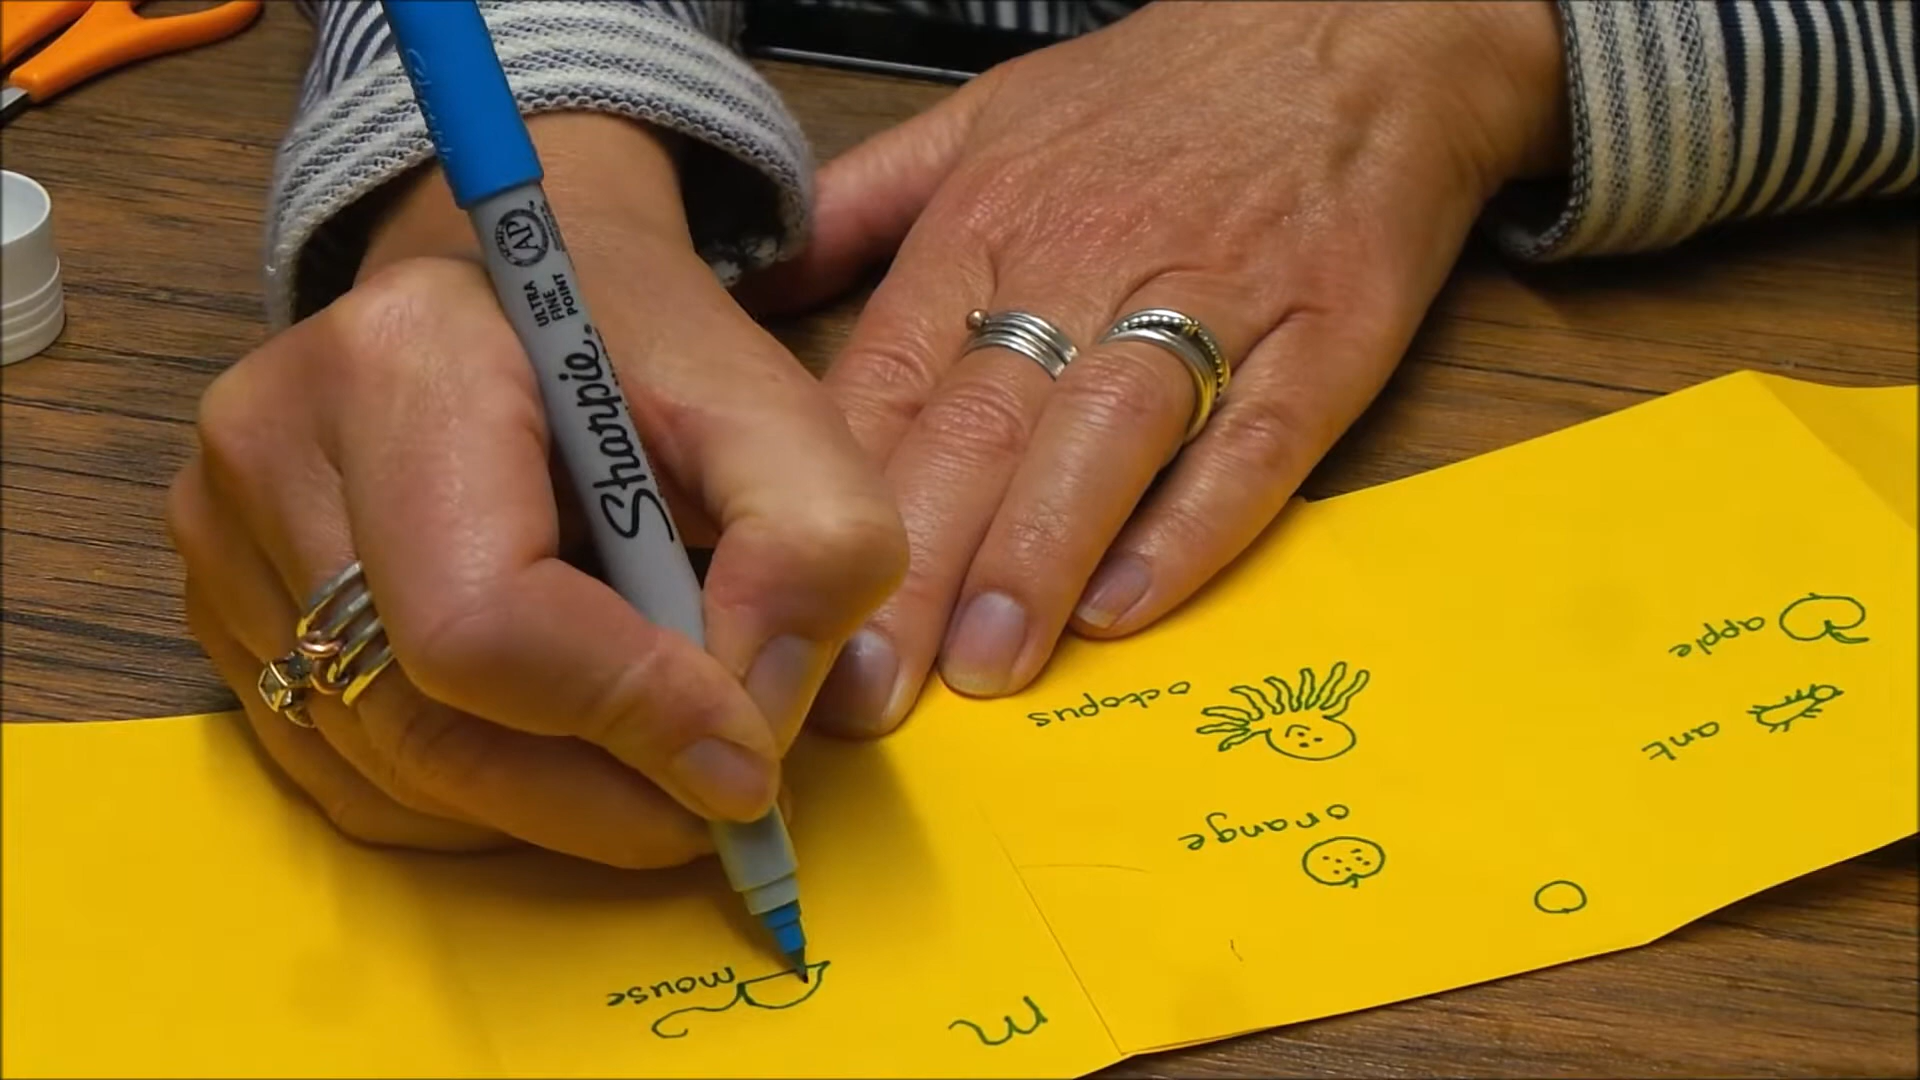 Sharpie.
ULTRA
FINE
POINT
AP
apple
ant
o
octopus
orange
m
mouse